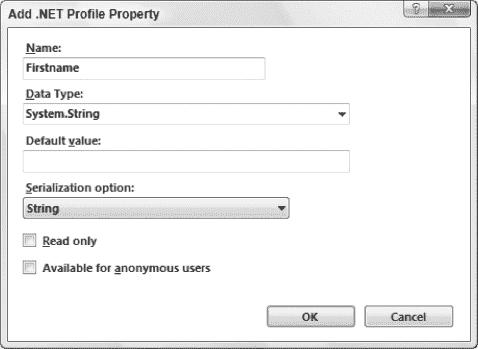 Add .NET Profile Property
Name:
Firstname
Data Type:
System.String
Default value:
Serialization option:
String
Read only
Available for anonymous users
OK Cancel